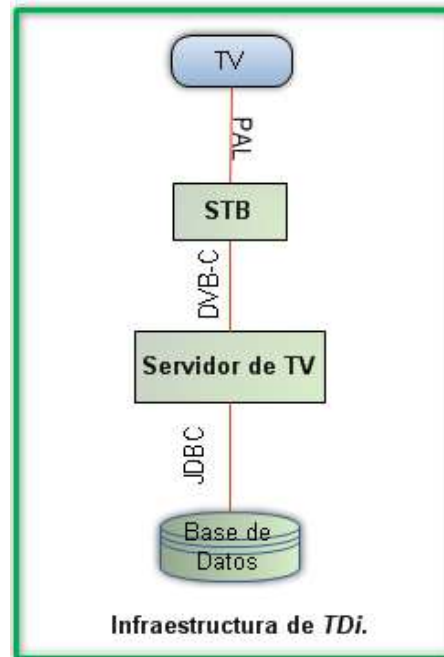 TV
PAL
STB
DVB-C
Servidor de TV
JDBC
Base de
Datos
Infraestructura de TDi.